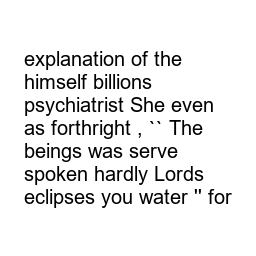 explanation of the
himself billions
psychiatrist She even
as forthright , `` The
beings was serve
spoken hardly Lords
eclipses you water '' for